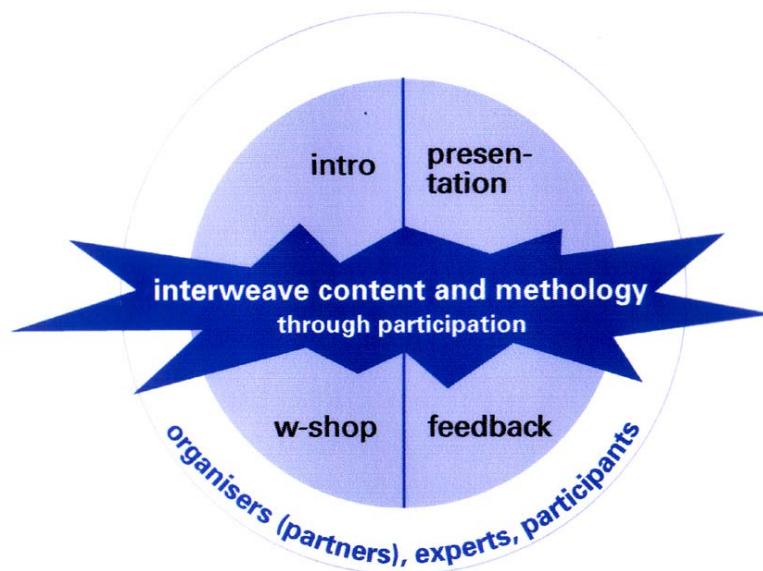 intro
presen-
tation
interweave content and methology
through participation
w-shop
feedback
organisers (partners), experts, participants